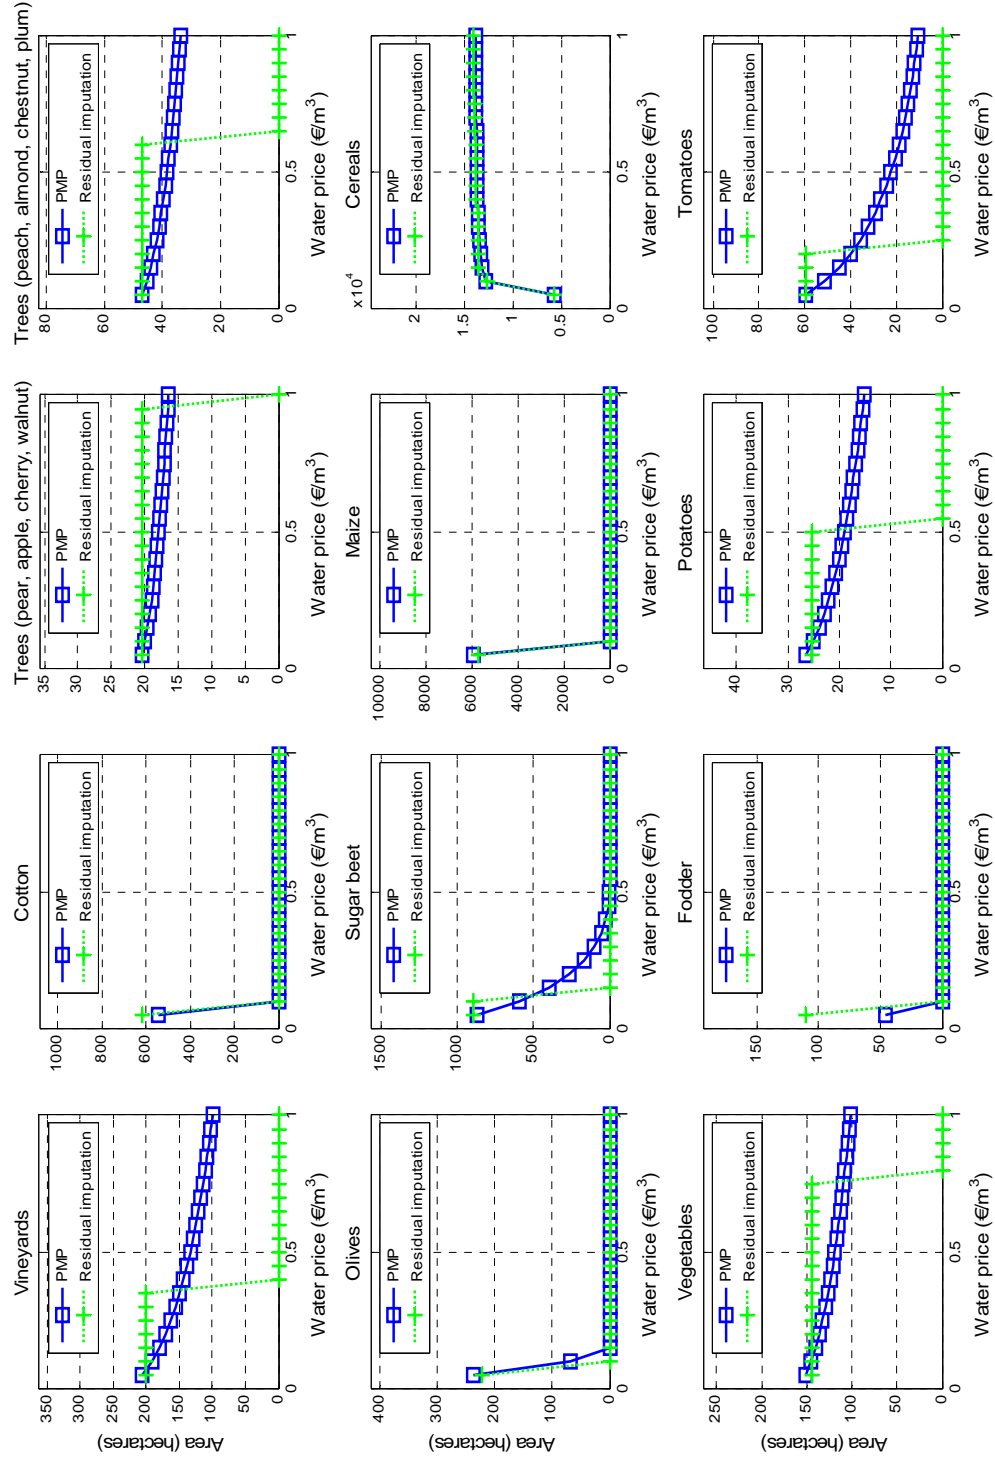 Vineyards
PMP
Residual imputation
350
300
250
200
150
100
50
0
Area (hectares)
0 0.5 1
Water price (€/m³)
Cotton
PMP
Residual imputation
1000
800
600
400
200
0
0 0.5 1
Water price (€/m³)
Trees (pear, apple, cherry, walnut)
PMP
Residual imputation
35
30
25
20
15
10
5
0
0 0.5 1
Water price (€/m³)
Trees (peach, almond, chestnut, plum)
PMP
Residual imputation
80
60
40
20
0
0 0.5 1
Water price (€/m³)
Olives
PMP
Residual imputation
400
300
200
100
0
Area (hectares)
0 0.5 1
Water price (€/m³)
Sugar beet
PMP
Residual imputation
1500
1000
500
0
0 0.5 1
Water price (€/m³)
Maize
PMP
Residual imputation
10000
8000
6000
4000
2000
0
0 0.5 1
Water price (€/m³)
x10⁴
Cereals
PMP
Residual imputation
2
1.5
1
0.5
0
0 0.5 1
Water price (€/m³)
Vegetables
PMP
Residual imputation
250
200
150
100
50
0
Area (hectares)
0 0.5 1
Water price (€/m³)
Fodder
PMP
Residual imputation
150
100
50
0
0 0.5 1
Water price (€/m³)
Potatoes
PMP
Residual imputation
40
30
20
10
0
0 0.5 1
Water price (€/m³)
Tomatoes
PMP
Residual imputation
100
80
60
40
20
0
0 0.5 1
Water price (€/m³)